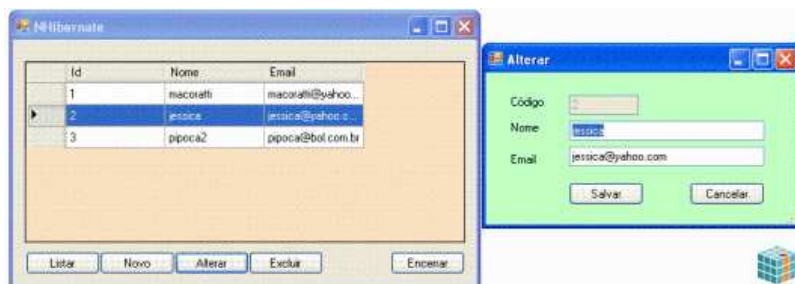 NHibernate
Id Nome Email
1 macoratti macoratti@yahoo...
2 jessica jessica@yahoo.c...
3 pipoca2 pipoca2@bol.com.br
Listar Novo Alterar Excluir Encerrar
Alterar
Código 2
Nome jessica
Email jessica@yahoo.com
Salvar Cancelar